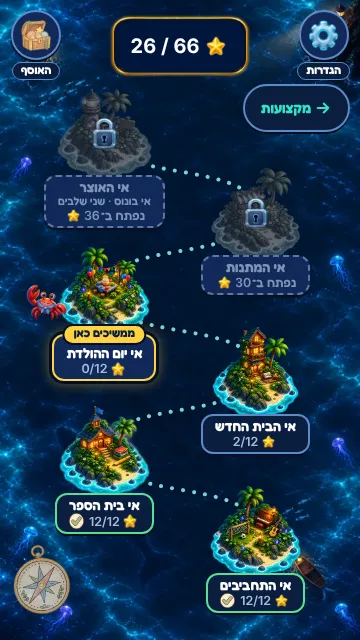 26 / 66
האוסף
הגדרות
מקצועות →
אי האוצר
אי בונוס · שני שלבים
נפתח ב־36
אי המתנות
נפתח ב־30
ממשיכים כאן
אי יום ההולדת
0/12
אי הבית החדש
2/12
אי בית הספר
12/12
אי התחביבים
12/12